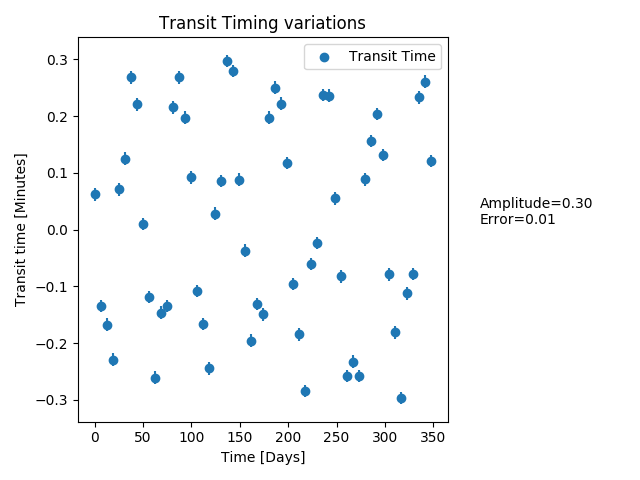 Transit Timing variations
Transit Time
0.3
0.2
0.1
0.0
−0.1
−0.2
−0.3
Transit time [Minutes]
0
50
100
150
200
250
300
350
Time [Days]
Amplitude=0.30
Error=0.01